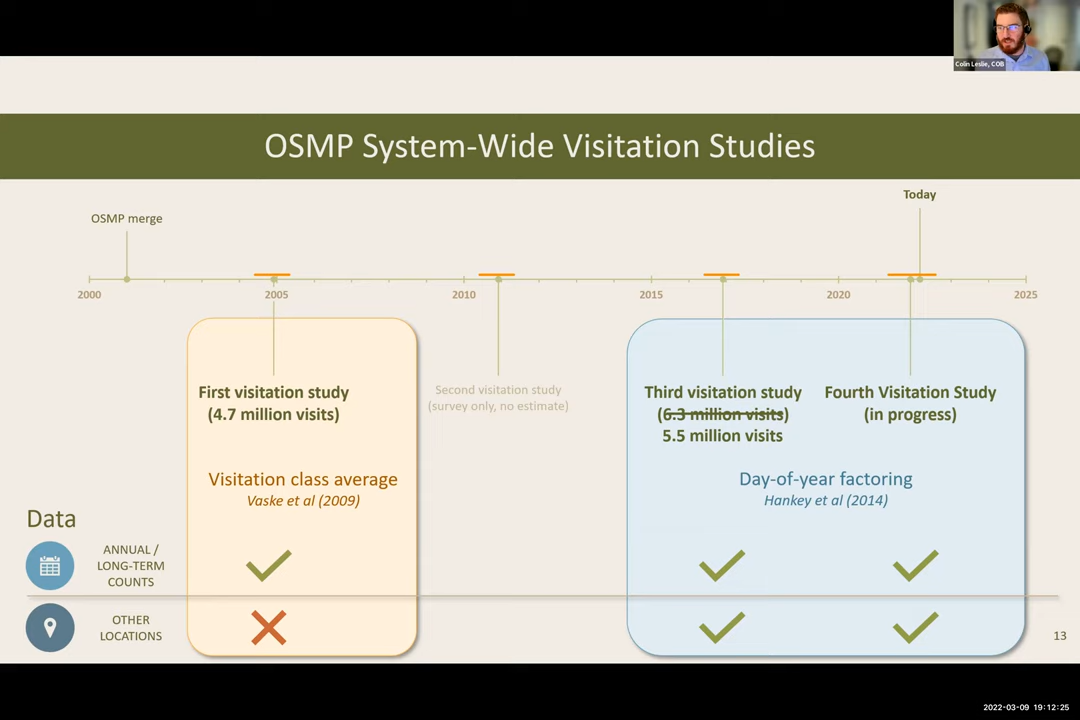 Colin Leslie, COB
OSMP System-Wide Visitation Studies
Today
OSMP merge
2000
2005
2010
2015
2020
2025
First visitation study
(4.7 million visits)
Second visitation study
(survey only, no estimate)
Third visitation study
(6.3 million visits)
5.5 million visits
Fourth Visitation Study
(in progress)
Visitation class average
Vaske et al (2009)
Day-of-year factoring
Hankey et al (2014)
Data
ANNUAL /
LONG-TERM
COUNTS
OTHER
LOCATIONS
13
2022-03-09 19:12:25